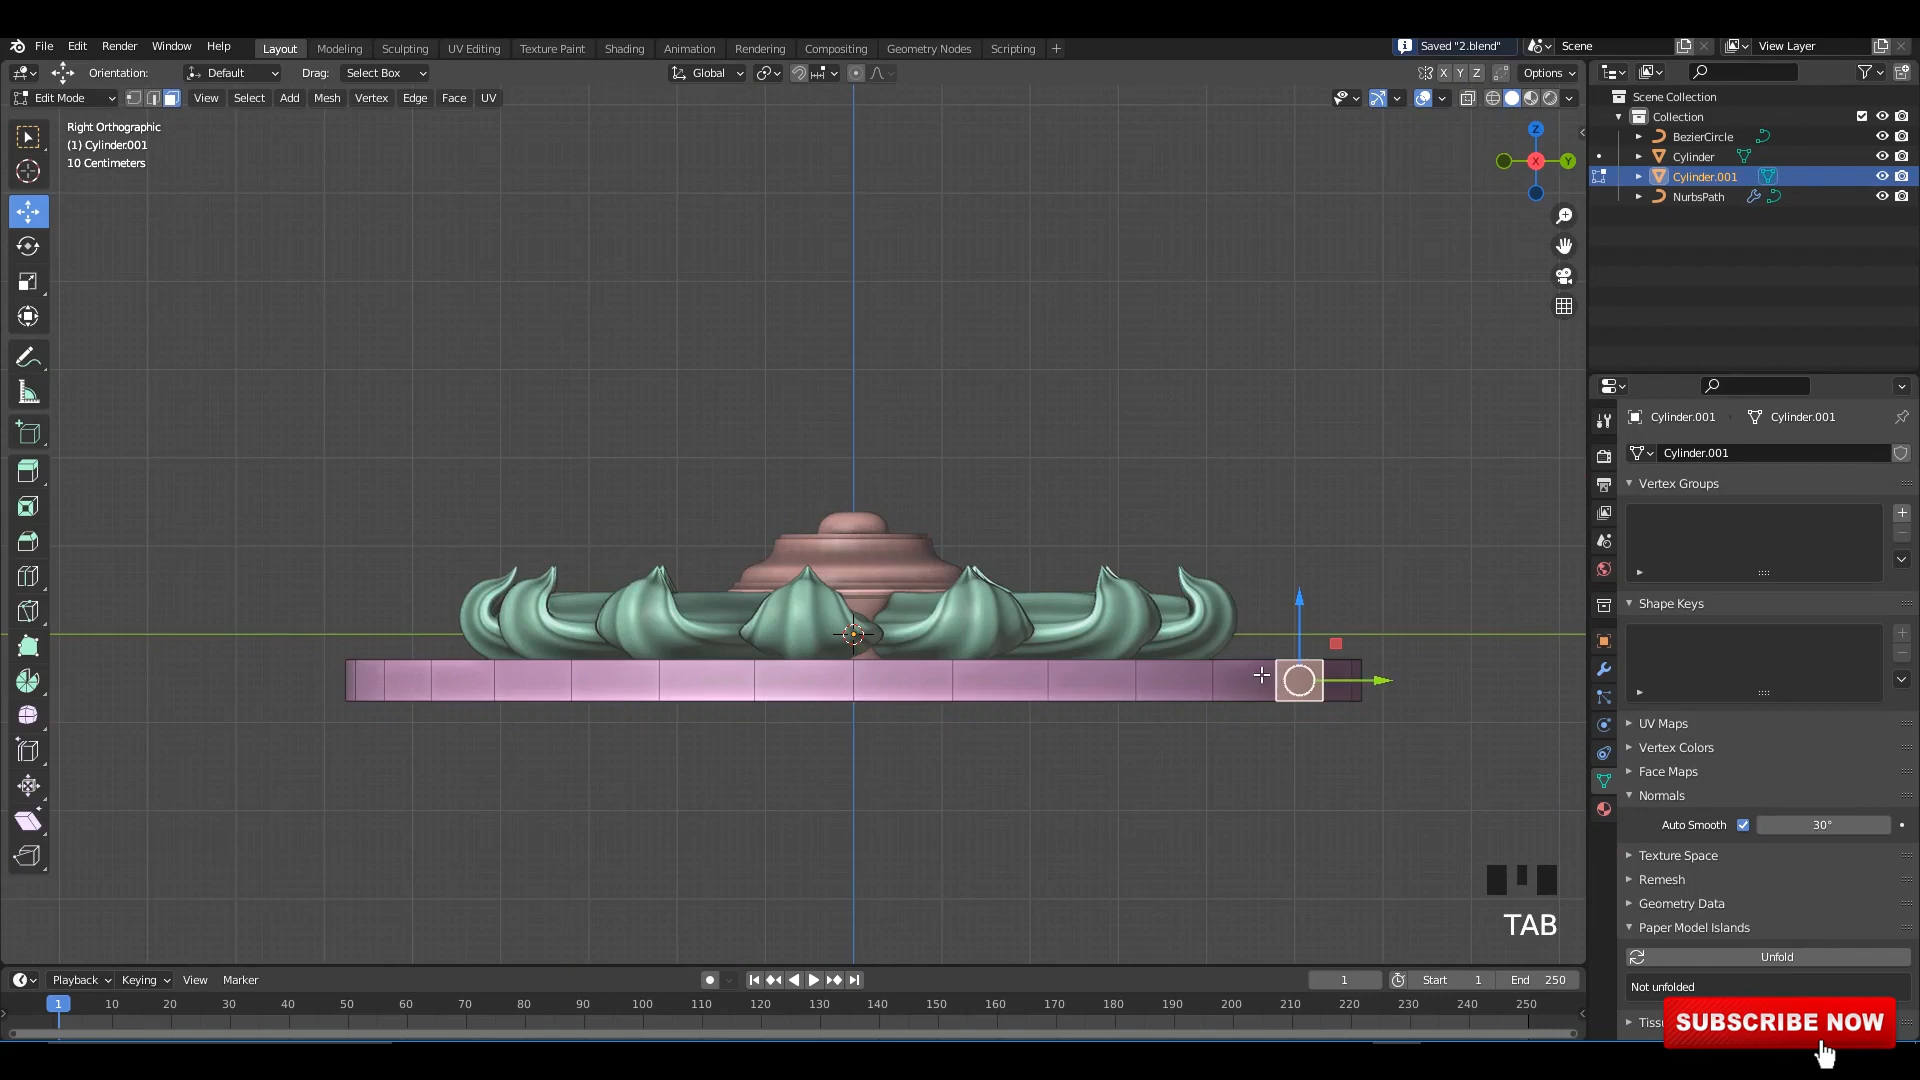 File Edit Render Window Help Layout Modeling Sculpting UV Editing Texture Paint Shading Animation Rendering Compositing Geometry Nodes Scripting + Saved "2.blend" Scene View Layer
Orientation: Default Drag: Select Box Global X Y Z Options
Edit Mode View Select Add Mesh Vertex Edge Face UV
Right Orthographic
(1) Cylinder.001
10 Centimeters
Z
X
Y
Scene Collection
Collection
BezierCircle
Cylinder
Cylinder.001
NurbsPath
Cylinder.001 Cylinder.001
Cylinder.001
Vertex Groups
Shape Keys
UV Maps
Vertex Colors
Face Maps
Normals
Auto Smooth 30°
Texture Space
Remesh
Geometry Data
Paper Model Islands
Unfold
Not unfolded
TAB
SUBSCRIBE NOW
Playback Keying View Marker 1 Start 1 End 250
1 10 20 30 40 50 60 70 80 90 100 110 120 130 140 150 160 170 180 190 200 210 220 230 240 250